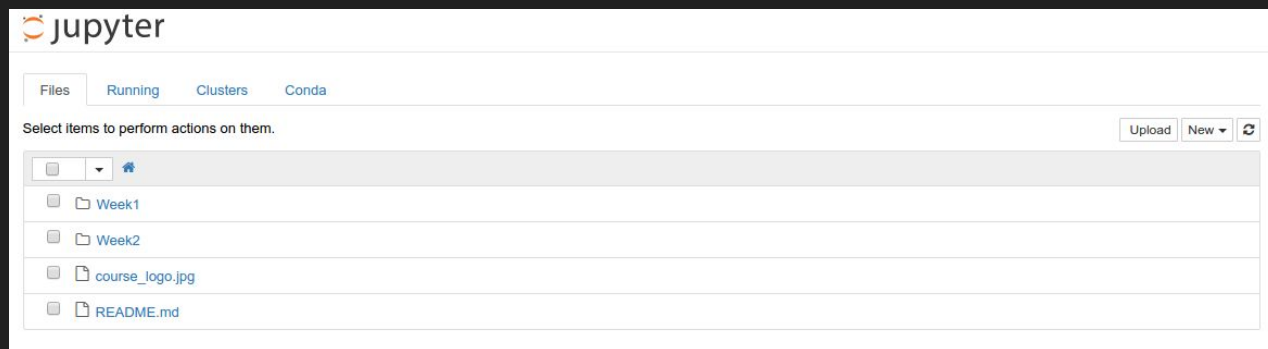 jupyter
Files Running Clusters Conda
Select items to perform actions on them. Upload New
Week1
Week2
course_logo.jpg
README.md